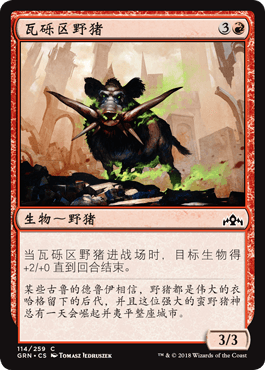 瓦砾区野猪 3
生物～野猪
当瓦砾区野猪进战场时，目标生物得
+2/+0 直到回合结束。
某些古鲁的德鲁伊相信，野猪都是伟大的衣
哈格留下的后代，并且这位强大的蛮野猪神
总有一天会崛起并夷平整座城市。
3/3
114/259 C
GRN • CS Tomasz Jedruszek
™ & © 2018 Wizards of the Coast